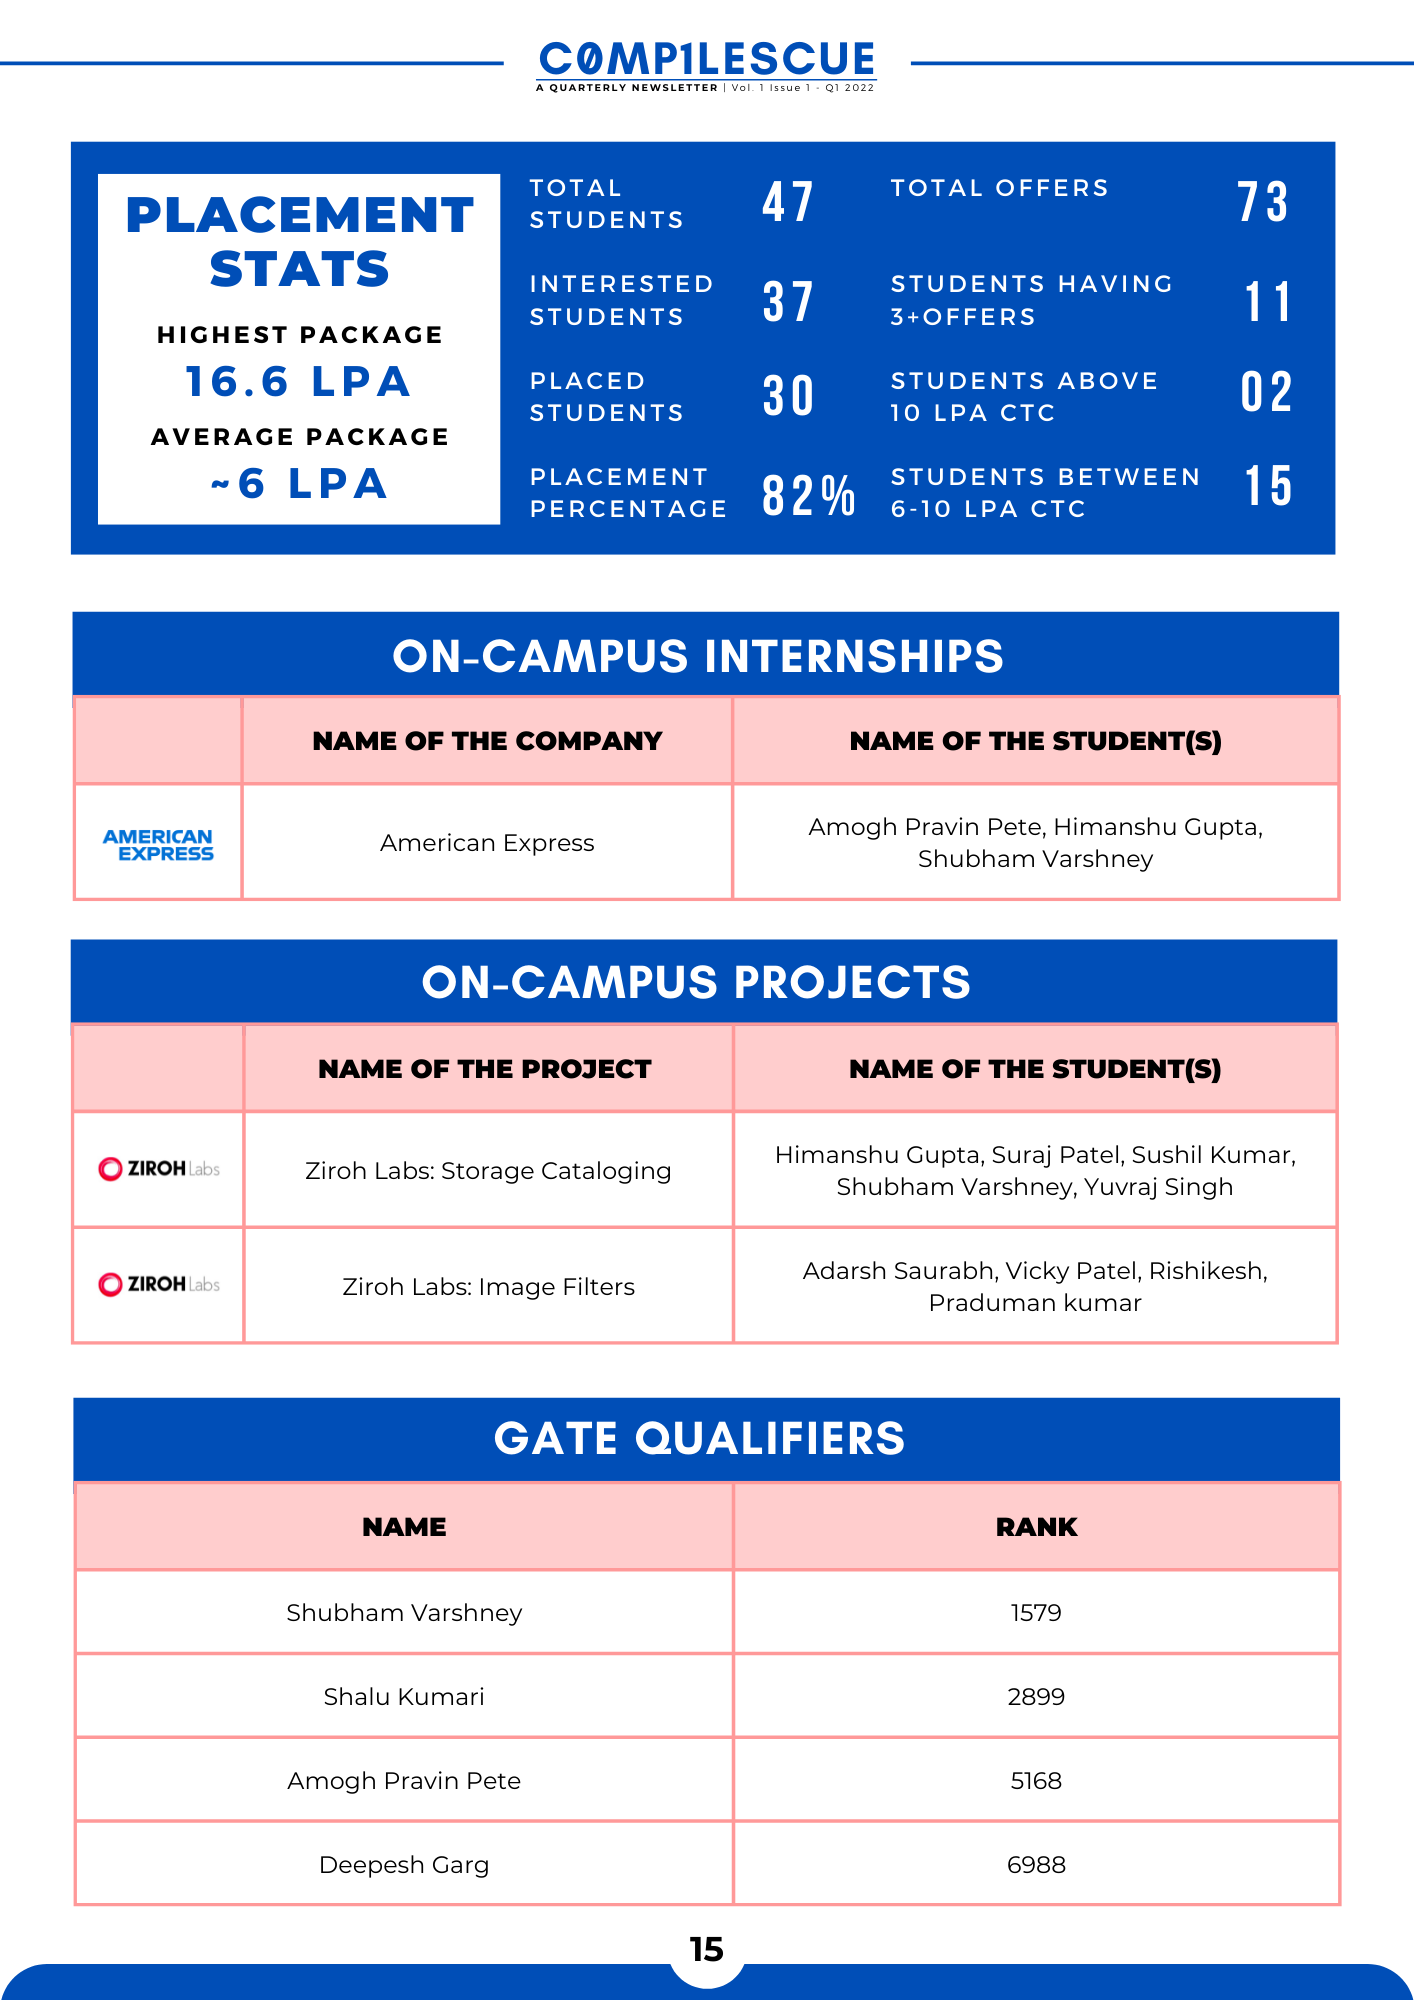 C0MP1LESCUE
A QUARTERLY NEWSLETTER | Vol. 1 Issue 1 - Q1 2022
PLACEMENT
STATS
HIGHEST PACKAGE
16.6 LPA
AVERAGE PACKAGE
~6 LPA
TOTAL
STUDENTS
47
INTERESTED
STUDENTS
37
PLACED
STUDENTS
30
PLACEMENT
PERCENTAGE
82%
TOTAL OFFERS
73
STUDENTS HAVING
3+OFFERS
11
STUDENTS ABOVE
10 LPA CTC
02
STUDENTS BETWEEN
6-10 LPA CTC
15
ON-CAMPUS INTERNSHIPS
NAME OF THE COMPANY
NAME OF THE STUDENT(S)
AMERICAN
EXPRESS
American Express
Amogh Pravin Pete, Himanshu Gupta,
Shubham Varshney
ON-CAMPUS PROJECTS
NAME OF THE PROJECT
NAME OF THE STUDENT(S)
ZIROH Labs
Ziroh Labs: Storage Cataloging
Himanshu Gupta, Suraj Patel, Sushil Kumar,
Shubham Varshney, Yuvraj Singh
ZIROH Labs
Ziroh Labs: Image Filters
Adarsh Saurabh, Vicky Patel, Rishikesh,
Praduman kumar
GATE QUALIFIERS
NAME
RANK
Shubham Varshney
1579
Shalu Kumari
2899
Amogh Pravin Pete
5168
Deepesh Garg
6988
15